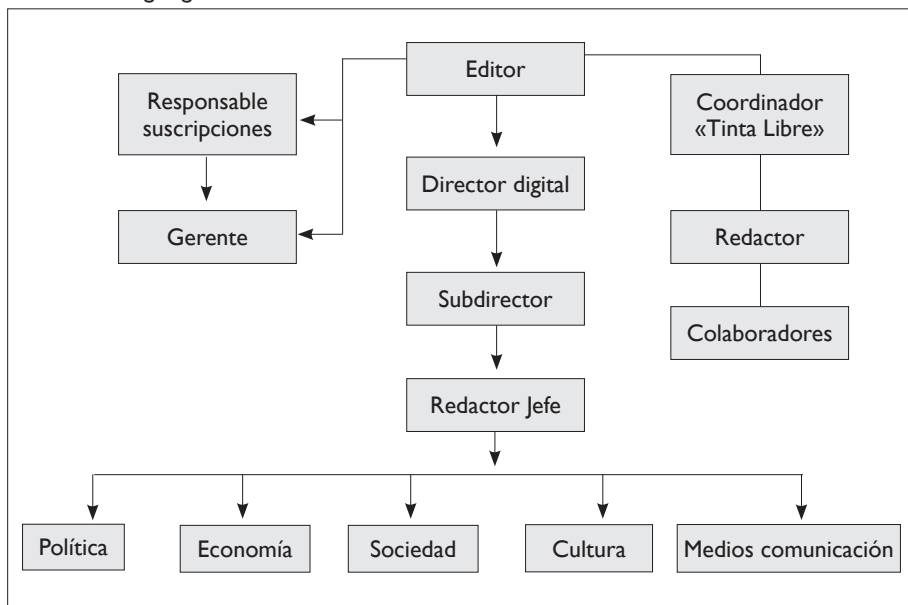 Editor
Responsable
suscripciones
Coordinador
«Tinta Libre»
Director digital
Gerente
Redactor
Subdirector
Colaboradores
Redactor Jefe
Política
Economía
Sociedad
Cultura
Medios comunicación